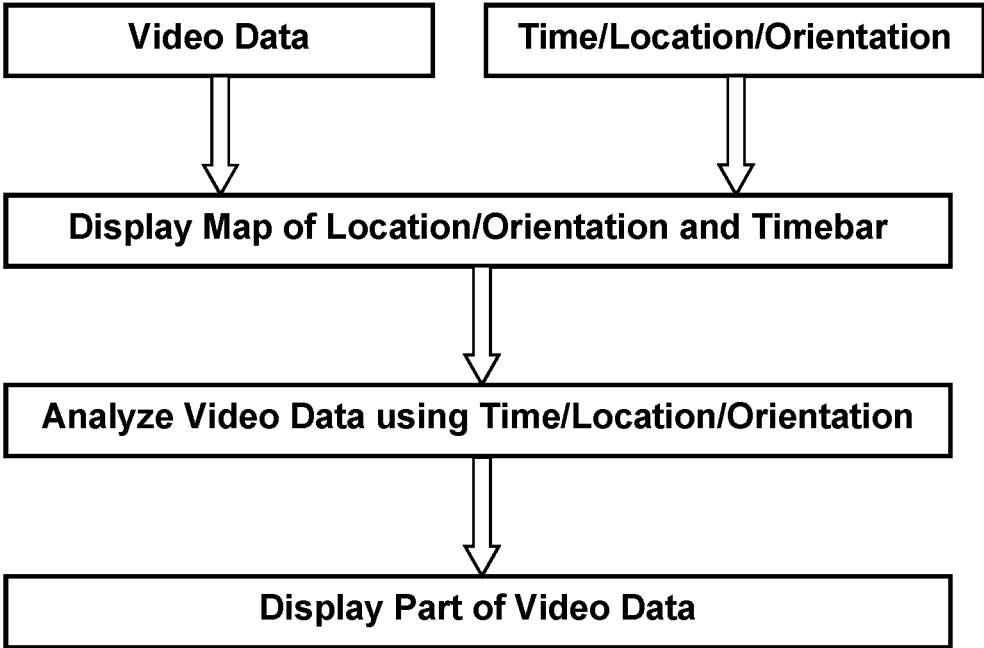 Video Data
Time/Location/Orientation
Display Map of Location/Orientation and Timebar
Analyze Video Data using Time/Location/Orientation
Display Part of Video Data